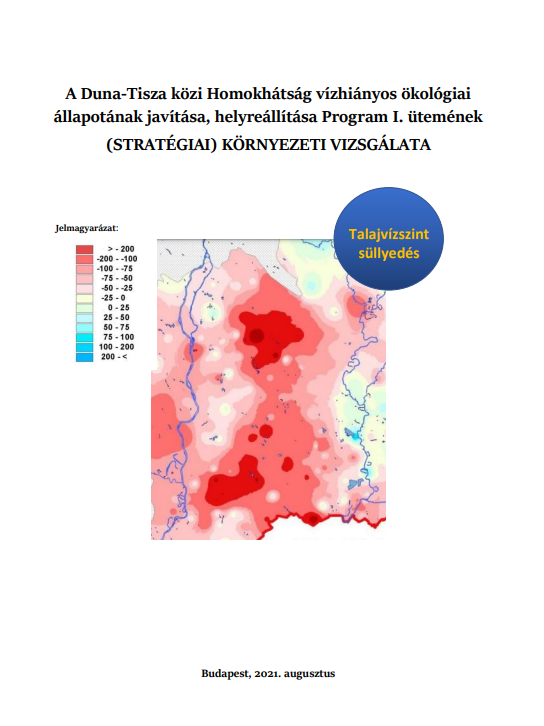 A Duna-Tisza közi Homokhátság vízhiányos ökológiai
állapotának javítása, helyreállítása Program I. ütemének
(STRATÉGIAI) KÖRNYEZETI VIZSGÁLATA
Talajvízszint
süllyedés
Jelmagyarázat:
> - 200
-200 - -100
-100 - -75
-75 - -50
-50 - -25
-25 - 0
0 - 25
25 - 50
50 - 75
75 - 100
100 - 200
200 - <
Budapest, 2021. augusztus